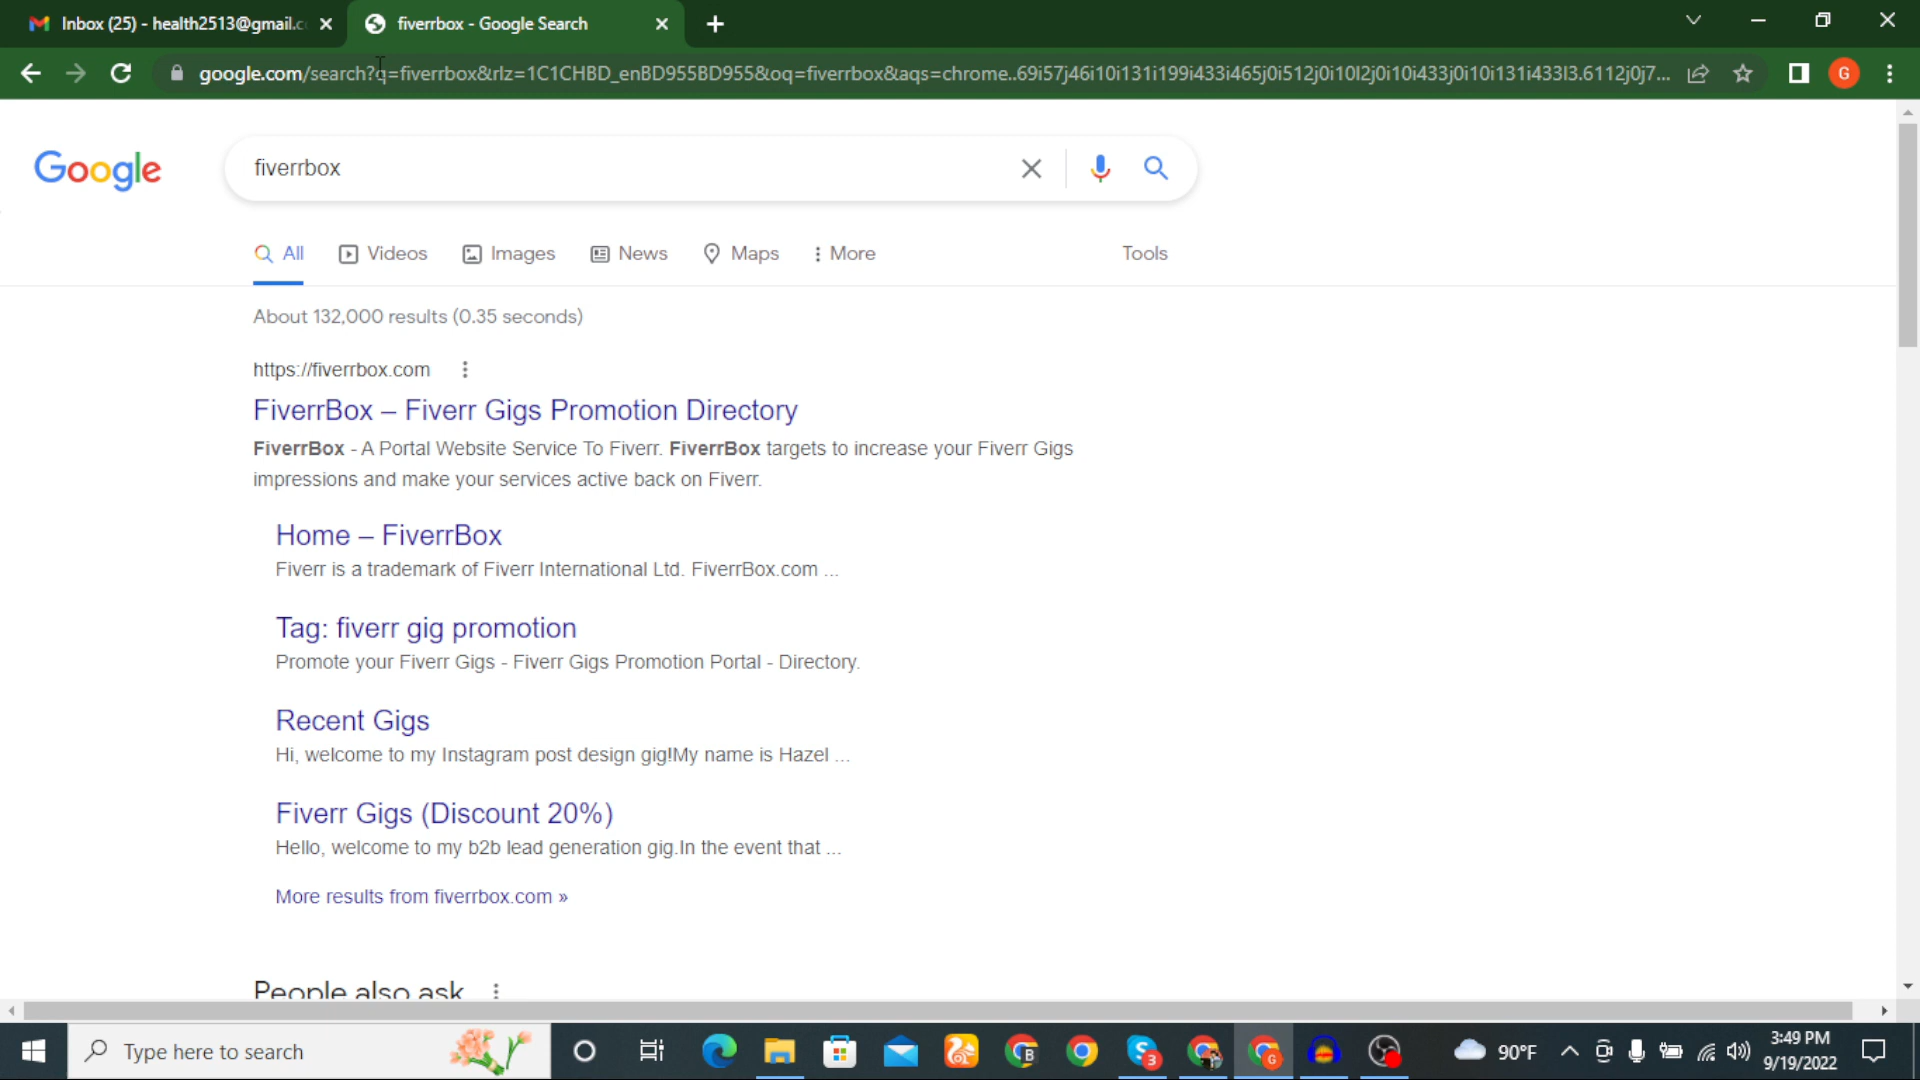 Inbox (25) - health2513@gmail.c
fiverrbox - Google Search
google.com/search?q=fiverrbox&rlz=1C1CHBD_enBD955BD955&oq=fiverrbox&aqs=chrome..69i57j46i10i131i199i433i465j0i512j0i10l2j0i10i433j0i10i131i433l3.6112j0j7...
G
Google
fiverrbox
All
Videos
Images
News
Maps
More
Tools
About 132,000 results (0.35 seconds)
https://fiverrbox.com
FiverrBox – Fiverr Gigs Promotion Directory
FiverrBox - A Portal Website Service To Fiverr. FiverrBox targets to increase your Fiverr Gigs
impressions and make your services active back on Fiverr.
Home – FiverrBox
Fiverr is a trademark of Fiverr International Ltd. FiverrBox.com ...
Tag: fiverr gig promotion
Promote your Fiverr Gigs - Fiverr Gigs Promotion Portal - Directory.
Recent Gigs
Hi, welcome to my Instagram post design gig!My name is Hazel ...
Fiverr Gigs (Discount 20%)
Hello, welcome to my b2b lead generation gig.In the event that ...
More results from fiverrbox.com »
People also ask
Type here to search
B
3
G
90°F
3:49 PM
9/19/2022